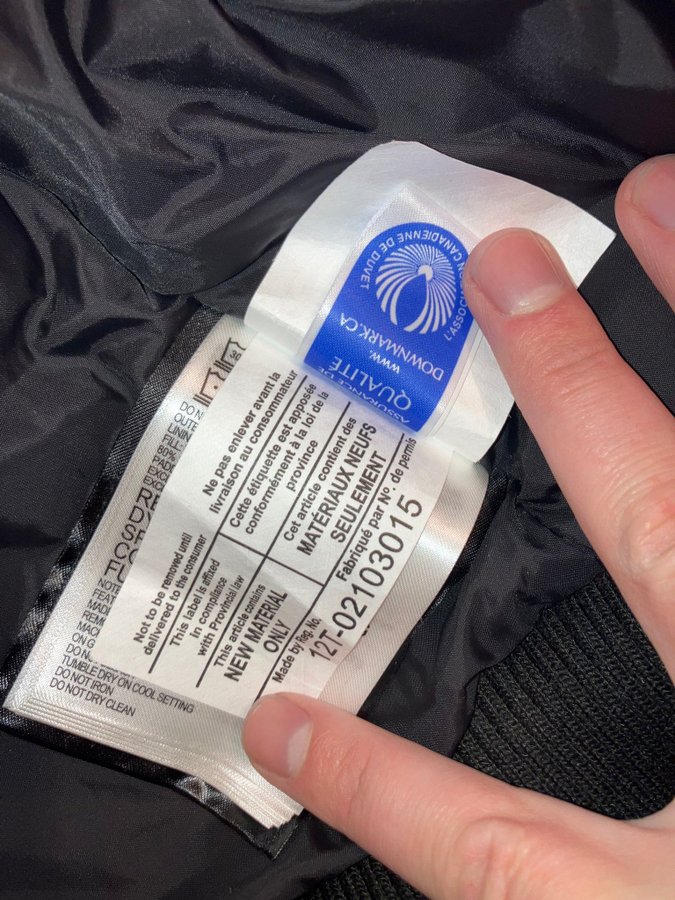 L'ASSOCIATION CANADIENNE DE DUVET
WWW.
DOWNMARK.CA
ASSURANCE DE
QUALITÉ
Not to be removed until
delivered to the consumer
This label is affixed
in compliance
with Provincial law
This article contains
NEW MATERIAL
ONLY
Made by Reg. No.
Ne pas enlever avant la
livraison au consommateur
Cette étiquette est apposée
conformément à la loi de la
province
Cet article contient des
MATÉRIAUX NEUFS
SEULEMENT
Fabriqué par N°. de permis
12T-02103015
TUMBLE DRY ON COOL SETTING
DO NOT IRON
DO NOT DRY CLEAN